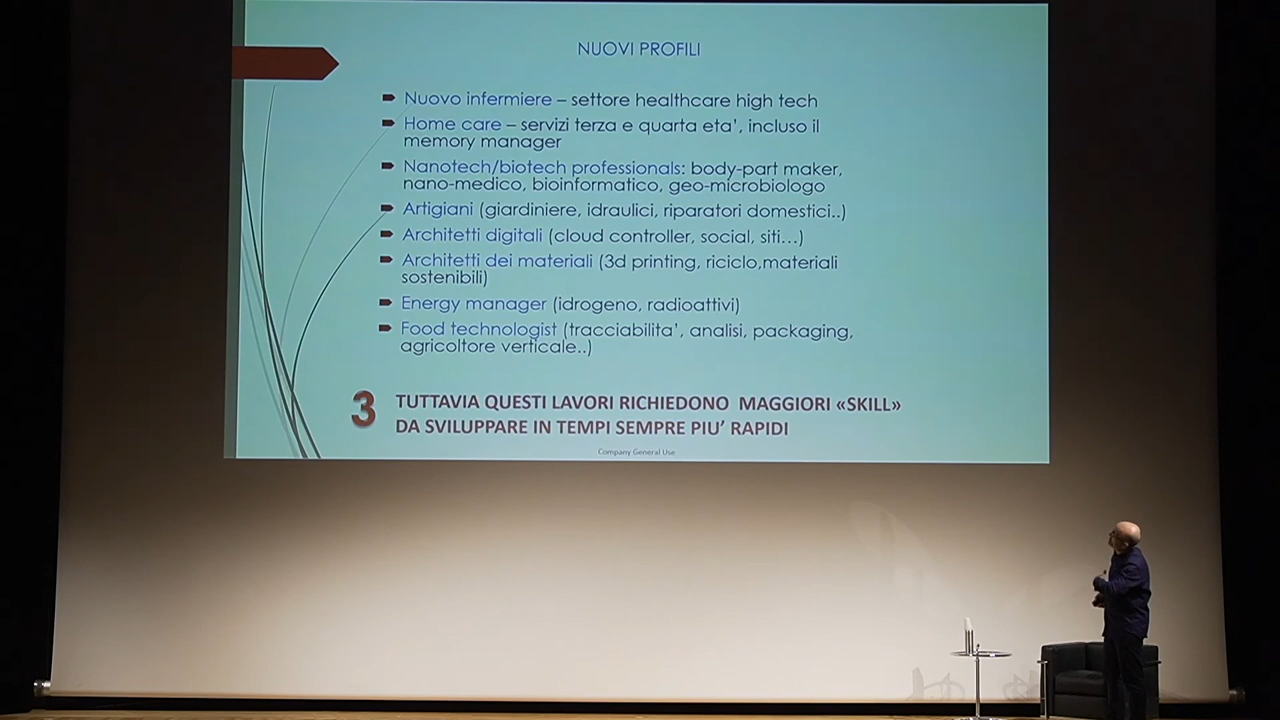 NUOVI PROFILI
Nuovo infermiere – settore healthcare high tech
Home care – servizi terza e quarta eta’, incluso il
memory manager
Nanotech/biotech professionals: body-part maker,
nano-medico, bioinformatico, geo-microbiologo
Artigiani (giardiniere, idraulici, riparatori domestici..)
Architetti digitali (cloud controller, social, siti…)
Architetti dei materiali (3d printing, riciclo,materiali
sostenibili)
Energy manager (idrogeno, radioattivi)
Food technologist (tracciabilita’, analisi, packaging,
agricoltore verticale..)
3 TUTTAVIA QUESTI LAVORI RICHIEDONO MAGGIORI «SKILL»
DA SVILUPPARE IN TEMPI SEMPRE PIU’ RAPIDI
Company General Use